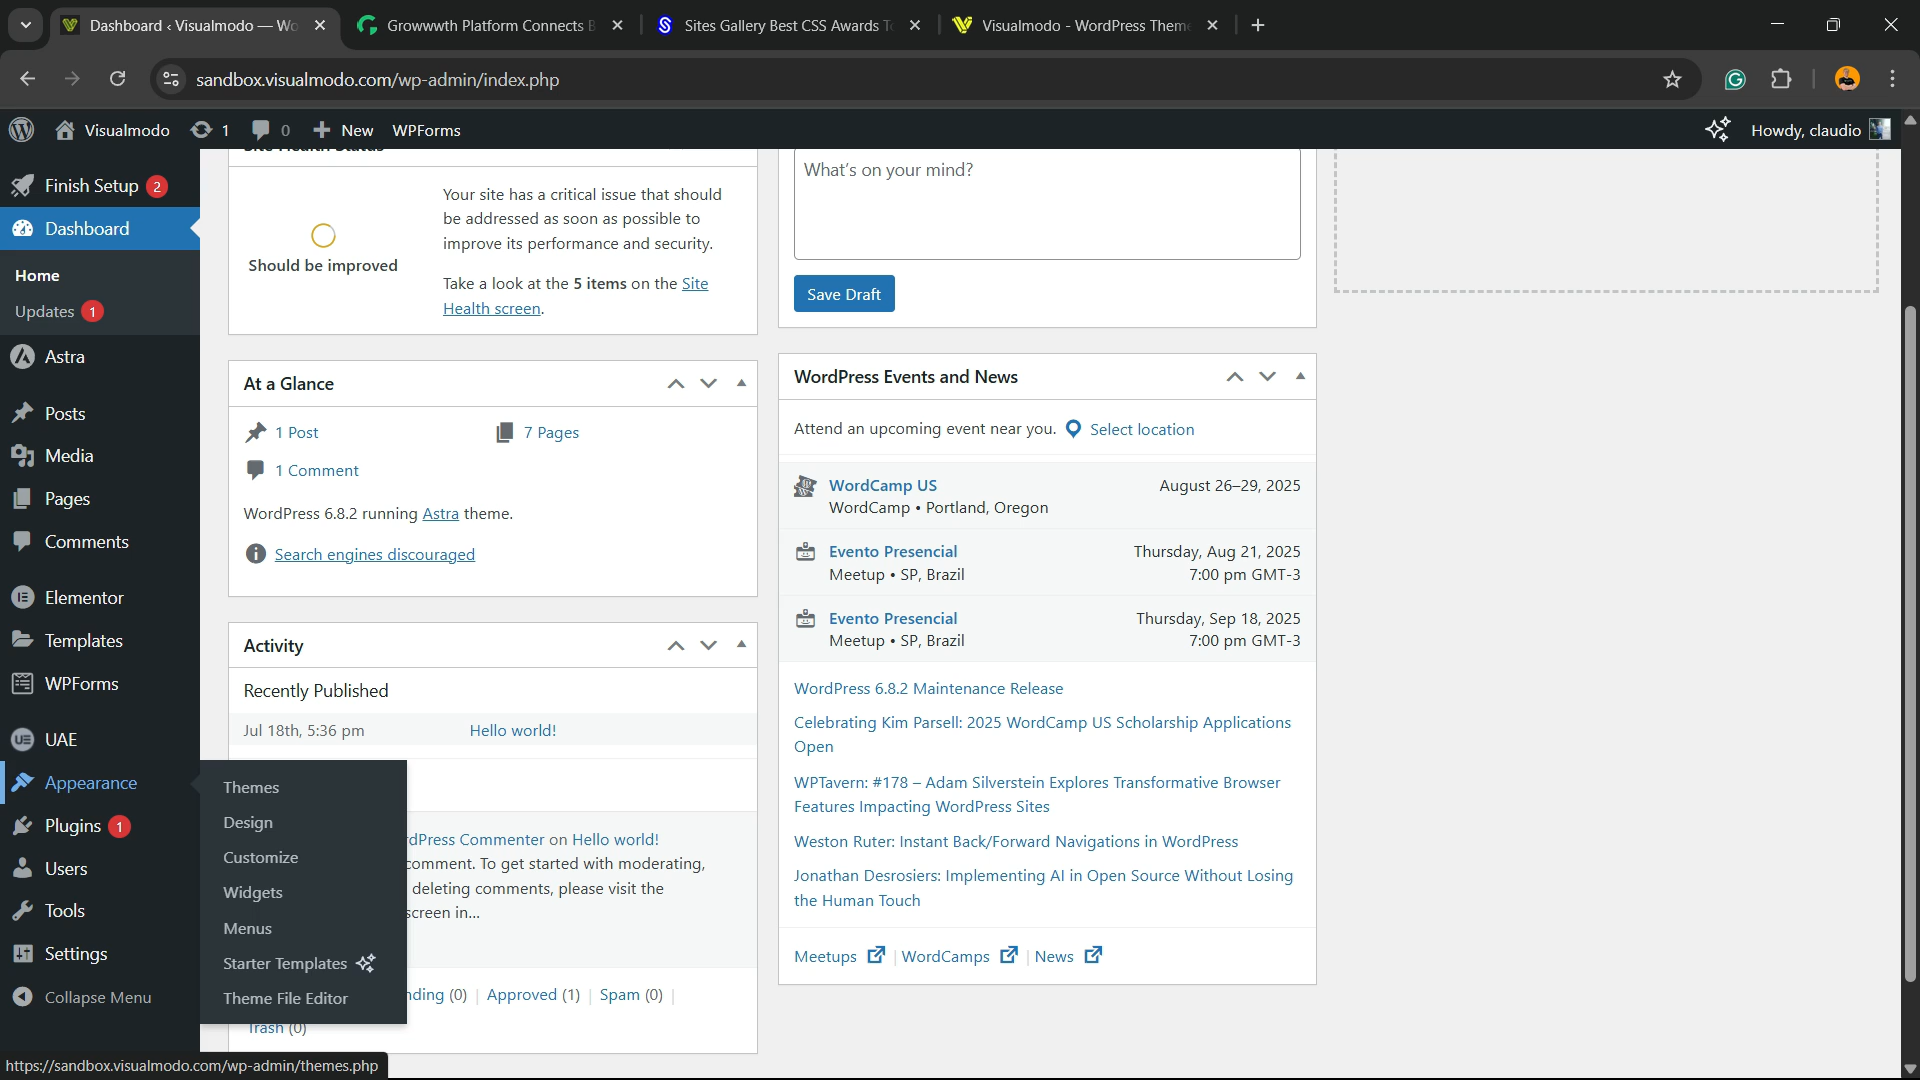 Dashboard ‹ Visualmodo — Wo
Growwwth Platform Connects B
Sites Gallery Best CSS Awards To
Visualmodo - WordPress Theme
sandbox.visualmodo.com/wp-admin/index.php
Visualmodo
1
0
New
WPForms
Howdy, claudio
Finish Setup 2
Dashboard
Home
Updates 1
Astra
Posts
Media
Pages
Comments
Elementor
Templates
WPForms
UAE
Appearance
Plugins 1
Users
Tools
Settings
Collapse Menu
Themes
Design
Customize
Widgets
Menus
Starter Templates
Theme File Editor
Site Health Status
Should be improved
Your site has a critical issue that should
be addressed as soon as possible to
improve its performance and security.
Take a look at the 5 items on the Site
Health screen.
At a Glance
1 Post
7 Pages
1 Comment
WordPress 6.8.2 running Astra theme.
Search engines discouraged
Activity
Recently Published
Jul 18th, 5:36 pm
Hello world!
rdPress Commenter on Hello world!
comment. To get started with moderating,
deleting comments, please visit the
screen in...
nding (0) | Approved (1) | Spam (0) |
Trash (0)
What's on your mind?
Save Draft
WordPress Events and News
Attend an upcoming event near you. Select location
WordCamp US
August 26–29, 2025
WordCamp • Portland, Oregon
Evento Presencial
Thursday, Aug 21, 2025
Meetup • SP, Brazil
7:00 pm GMT-3
Evento Presencial
Thursday, Sep 18, 2025
Meetup • SP, Brazil
7:00 pm GMT-3
WordPress 6.8.2 Maintenance Release
Celebrating Kim Parsell: 2025 WordCamp US Scholarship Applications
Open
WPTavern: #178 – Adam Silverstein Explores Transformative Browser
Features Impacting WordPress Sites
Weston Ruter: Instant Back/Forward Navigations in WordPress
Jonathan Desrosiers: Implementing AI in Open Source Without Losing
the Human Touch
Meetups | WordCamps | News
https://sandbox.visualmodo.com/wp-admin/themes.php